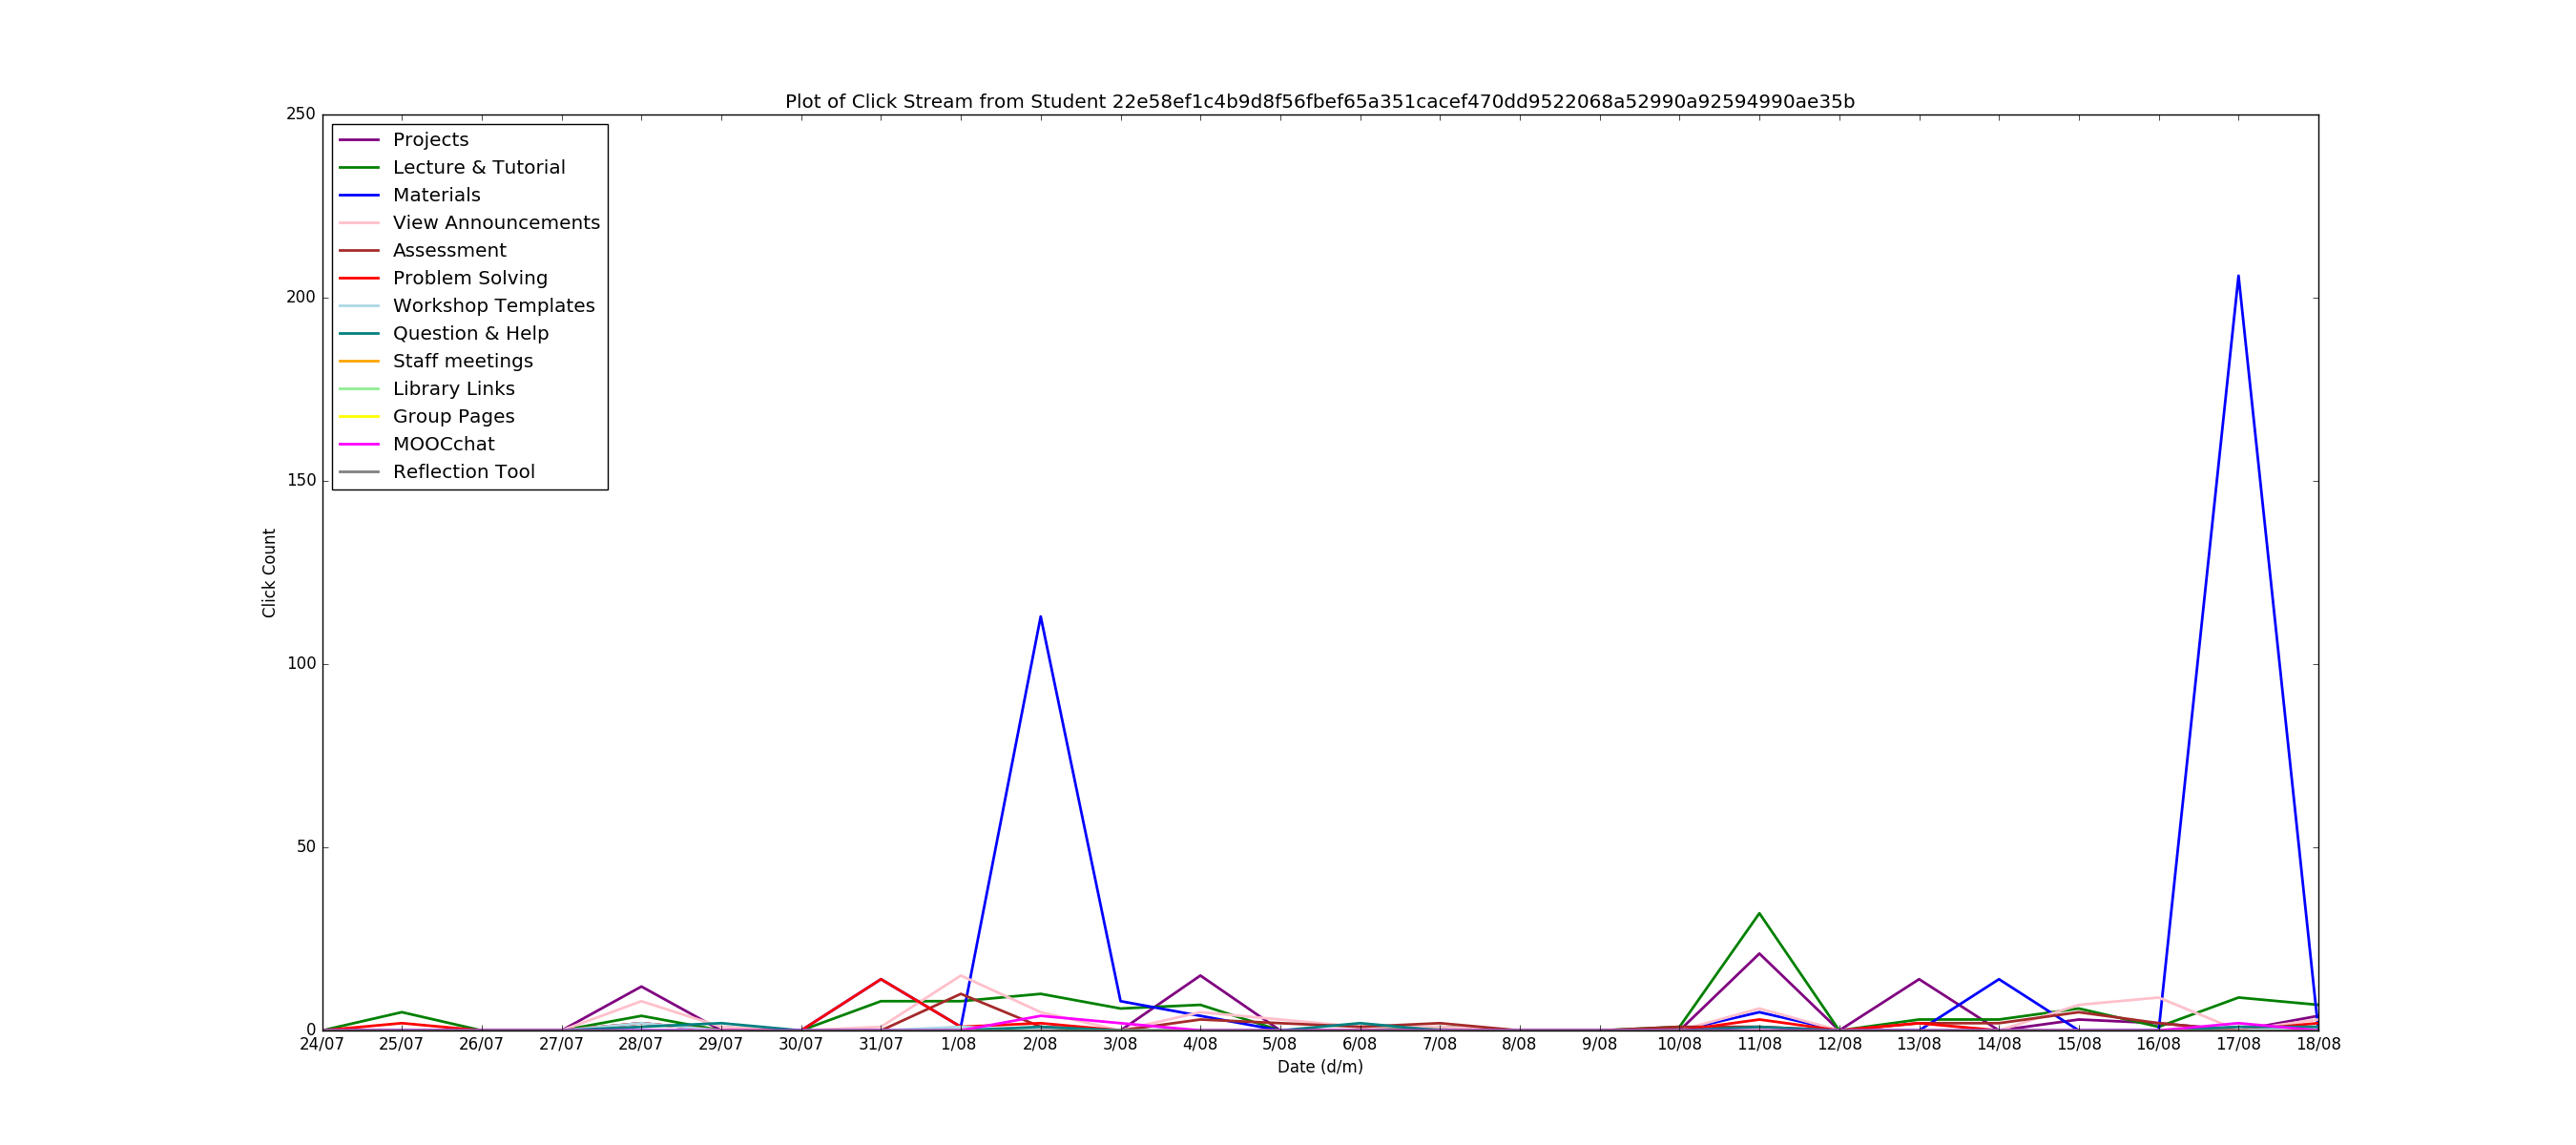 Plot of Click Stream from Student 22e58ef1c4b9d8f56fbef65a351cacef470dd9522068a52990a92594990ae35b
250
200
150
100
50
0
Click Count
Projects
Lecture & Tutorial
Materials
View Announcements
Assessment
Problem Solving
Workshop Templates
Question & Help
Staff meetings
Library Links
Group Pages
MOOCchat
Reflection Tool
24/07 25/07 26/07 27/07 28/07 29/07 30/07 31/07 1/08 2/08 3/08 4/08 5/08 6/08 7/08 8/08 9/08 10/08 11/08 12/08 13/08 14/08 15/08 16/08 17/08 18/08
Date (d/m)